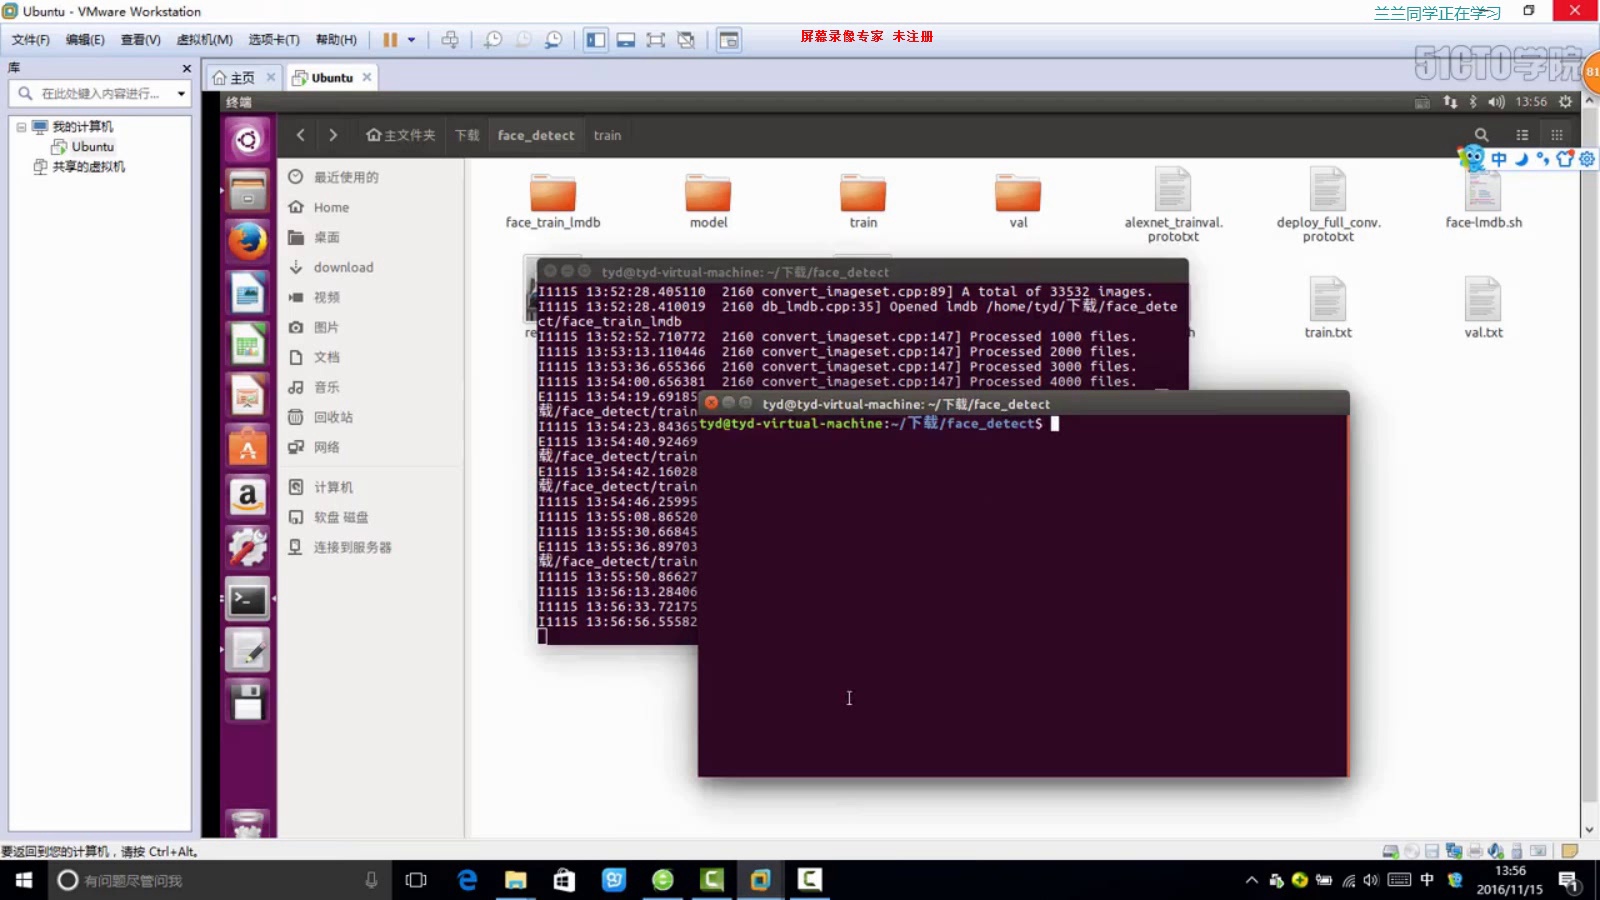 Ubuntu - VMware Workstation
兰兰同学正在学习
文件(F) 编辑(E) 查看(V) 虚拟机(M) 选项卡(T) 帮助(H)
屏幕录像专家 未注册
51CTO学院
库
主页
Ubuntu
81
在此处键入内容进行...
终端
13:56
我的计算机
Ubuntu
共享的虚拟机
主文件夹 下载 face_detect train
中
最近使用的
Home
桌面
download
视频
图片
文档
音乐
回收站
网络
计算机
软盘 磁盘
连接到服务器
face_train_lmdb
model
train
val
alexnet_trainval.
prototxt
deploy_full_conv.
prototxt
face-lmdb.sh
train.txt
val.txt
tyd@tyd-virtual-machine: ~/下载/face_detect
I1115 13:52:28.405110  2160 convert_imageset.cpp:89] A total of 33532 images.
I1115 13:52:28.410019  2160 db_lmdb.cpp:35] Opened lmdb /home/tyd/下载/face_dete
ct/face_train_lmdb
I1115 13:52:52.710772  2160 convert_imageset.cpp:147] Processed 1000 files.
I1115 13:53:13.110446  2160 convert_imageset.cpp:147] Processed 2000 files.
I1115 13:53:36.655366  2160 convert_imageset.cpp:147] Processed 3000 files.
I1115 13:54:00.656381  2160 convert_imageset.cpp:147] Processed 4000 files.
E1115 13:54:19.69185
载/face_detect/train
I1115 13:54:23.84365
E1115 13:54:40.92469
载/face_detect/train
E1115 13:54:42.16028
载/face_detect/train
I1115 13:54:46.25995
I1115 13:55:08.86520
I1115 13:55:30.66845
E1115 13:55:36.89703
载/face_detect/train
I1115 13:55:50.86627
I1115 13:56:13.28406
I1115 13:56:33.72175
I1115 13:56:56.55582
tyd@tyd-virtual-machine: ~/下载/face_detect
tyd@tyd-virtual-machine:~/下载/face_detect$
要返回到您的计算机，请按 Ctrl+Alt。
有问题尽管问我
中
13:56
2016/11/15
1